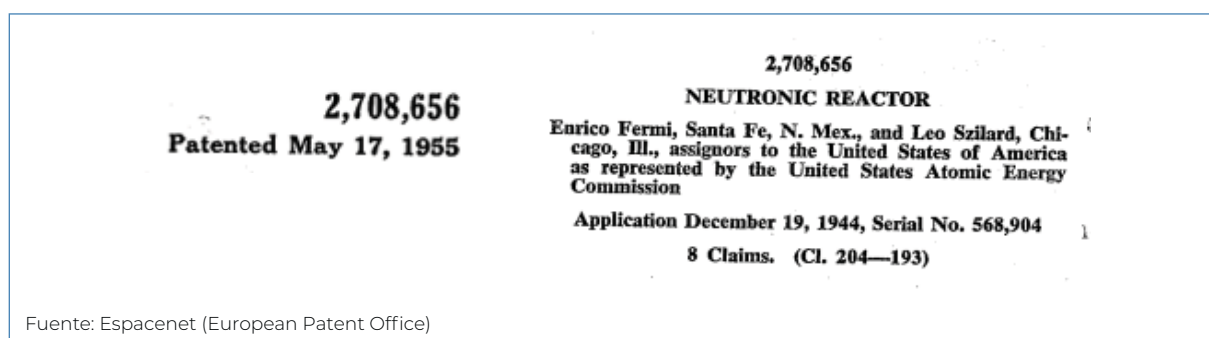 2,708,656
Patented May 17, 1955
2,708,656
NEUTRONIC REACTOR
Enrico Fermi, Santa Fe, N. Mex., and Leo Szilard, Chi-
cago, Ill., assignors to the United States of America
as represented by the United States Atomic Energy
Commission
Application December 19, 1944, Serial No. 568,904
8 Claims. (Cl. 204—193)
Fuente: Espacenet (European Patent Office)